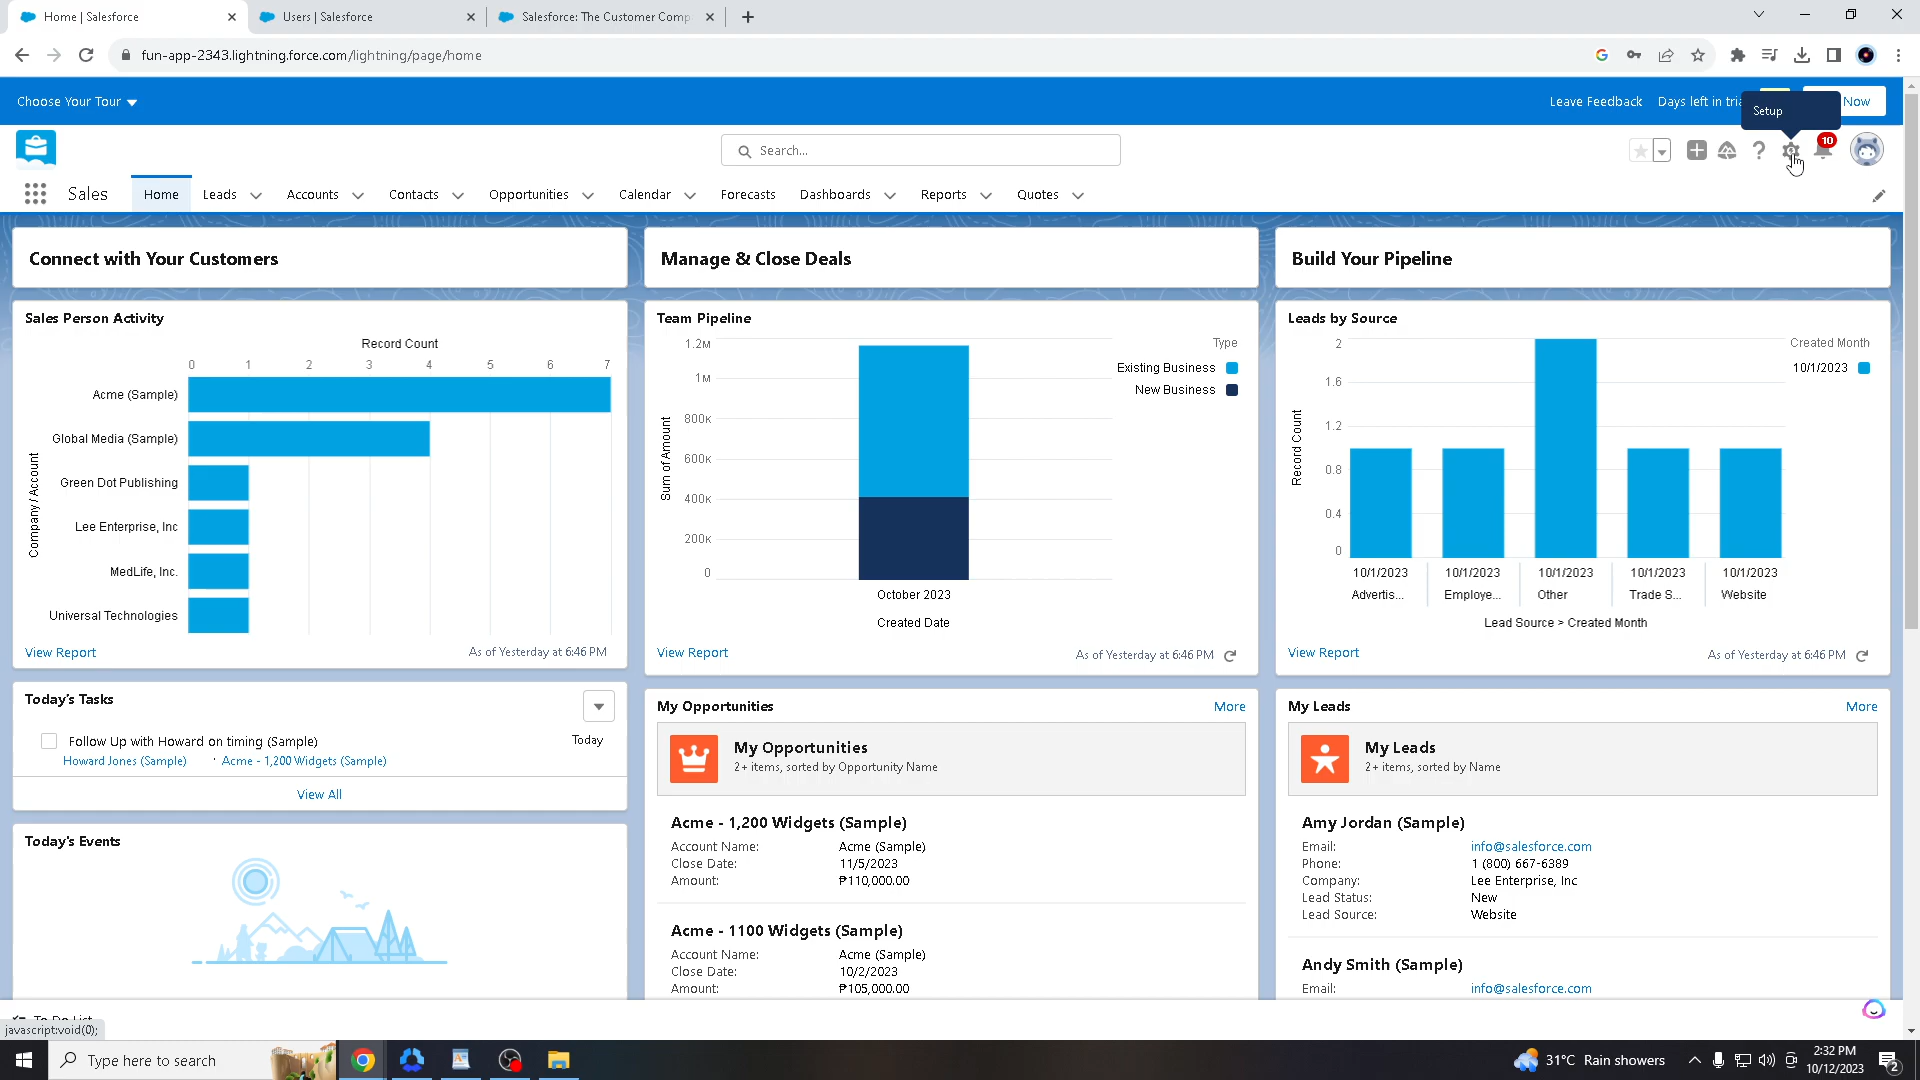 Home | Salesforce
Users | Salesforce
Salesforce: The Customer Comp
fun-app-2343.lightning.force.com/lightning/page/home
Choose Your Tour
Leave Feedback
Days left in tria
Now
Setup
Search...
10
Sales
Home
Leads
Accounts
Contacts
Opportunities
Calendar
Forecasts
Dashboards
Reports
Quotes
Connect with Your Customers
Manage & Close Deals
Build Your Pipeline
Sales Person Activity
Record Count
0 1 2 3 4 5 6 7
Company / Account
Acme (Sample)
Global Media (Sample)
Green Dot Publishing
Lee Enterprise, Inc
MedLife, Inc.
Universal Technologies
View Report
As of Yesterday at 6:46 PM
Team Pipeline
Type
Existing Business
New Business
Sum of Amount
1.2M
1M
800K
600K
400K
200K
0
October 2023
Created Date
View Report
As of Yesterday at 6:46 PM
Leads by Source
Created Month
10/1/2023
Record Count
2
1.6
1.2
0.8
0.4
0
10/1/2023 10/1/2023 10/1/2023 10/1/2023 10/1/2023
Advertis... Employe... Other Trade S... Website
Lead Source > Created Month
View Report
As of Yesterday at 6:46 PM
Today's Tasks
Follow Up with Howard on timing (Sample)
Today
Howard Jones (Sample) · Acme - 1,200 Widgets (Sample)
View All
Today's Events
My Opportunities
More
My Opportunities
2+ items, sorted by Opportunity Name
Acme - 1,200 Widgets (Sample)
Account Name: Acme (Sample)
Close Date: 11/5/2023
Amount: ₱110,000.00
Acme - 1100 Widgets (Sample)
Account Name: Acme (Sample)
Close Date: 10/2/2023
Amount: ₱105,000.00
My Leads
More
My Leads
2+ items, sorted by Name
Amy Jordan (Sample)
Email: info@salesforce.com
Phone: 1 (800) 667-6389
Company: Lee Enterprise, Inc
Lead Status: New
Lead Source: Website
Andy Smith (Sample)
Email: info@salesforce.com
To Do List
javascript:void(0);
Type here to search
31°C Rain showers
2:32 PM
10/12/2023
2